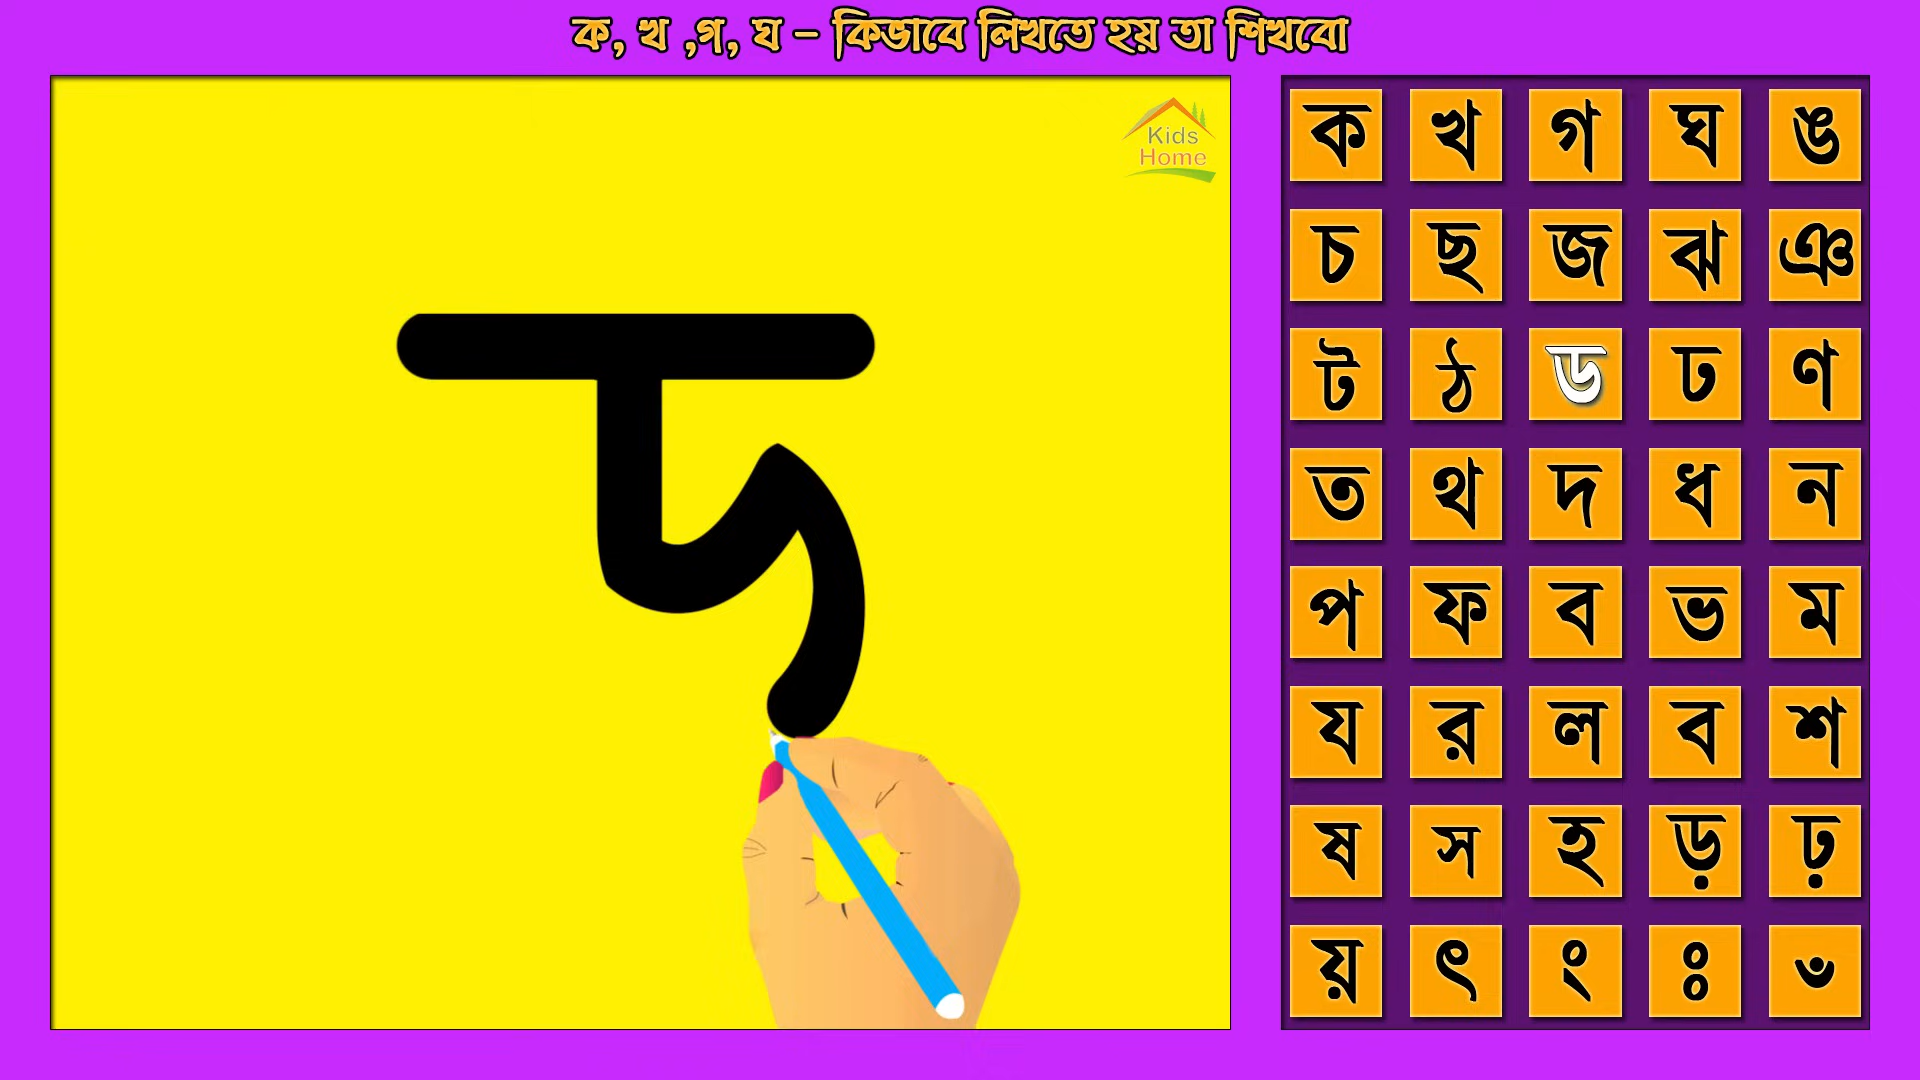 ক, খ ,গ, ঘ – কিভাবে লিখতে হয় তা শিখবো
Kids
Home
দ
ক খ গ ঘ ঙ
চ ছ জ ঝ ঞ
ট ঠ ড ঢ ণ
ত থ দ ধ ন
প ফ ব ভ ম
য র ল ব শ
ষ স হ ড় ঢ়
য় ৎ ং ঃ ঁ